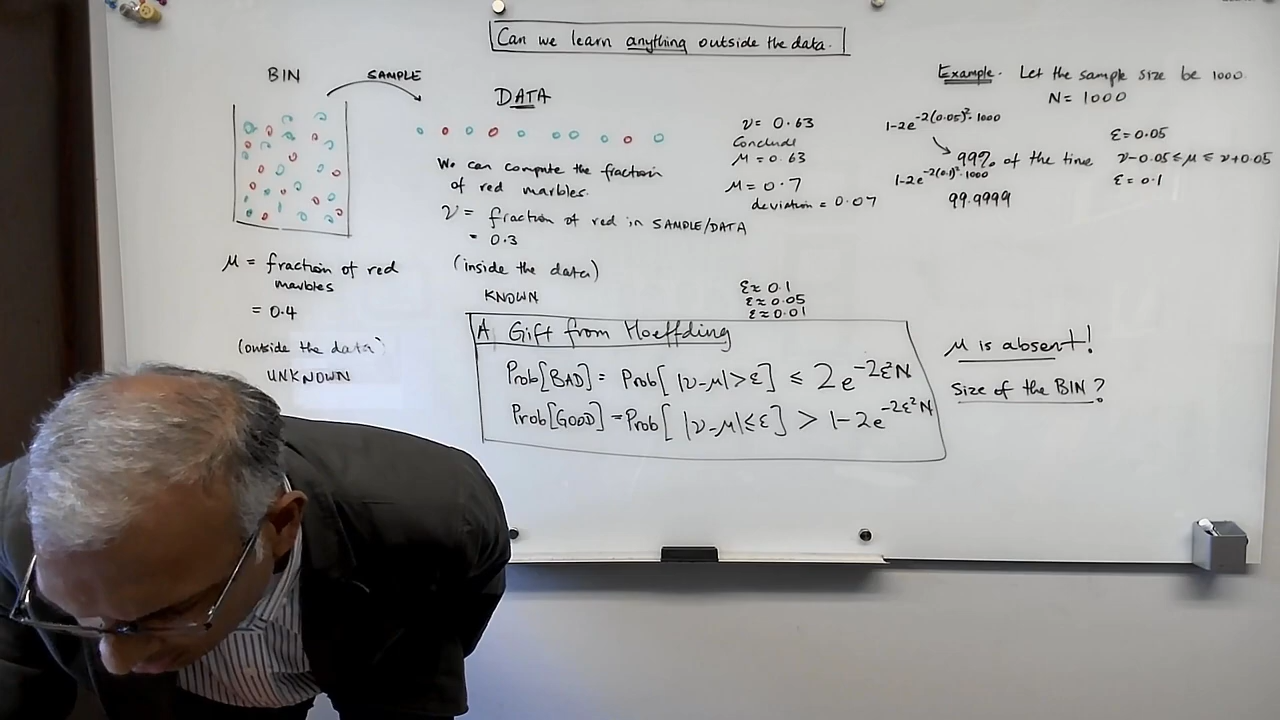 Can we learn anything outside the data.
BIN
SAMPLE
DATA
We can compute the fraction
of red marbles.
ν = fraction of red in SAMPLE/DATA
= 0.3
(inside the data)
KNOWN
μ = fraction of red
marbles
= 0.4
(outside the data)
UNKNOWN
ν = 0.63
Conclude
μ = 0.63
μ = 0.7
deviation = 0.07
ε ≈ 0.1
ε ≈ 0.05
ε ≈ 0.01
A Gift from Hoeffding
Prob[BAD] = Prob[ |ν-μ| > ε ] ≤ 2e^{-2ε²N}
Prob[GOOD] = Prob[ |ν-μ| ≤ ε ] > 1-2e^{-2ε²N}
Example. Let the sample size be 1000.
N = 1000
1-2e^{-2(0.05)²·1000}
ε = 0.05
99% of the time ν-0.05 ≤ μ ≤ ν+0.05
1-2e^{-2(0.1)²·1000}
ε = 0.1
99.9999
μ is absent!
Size of the BIN?